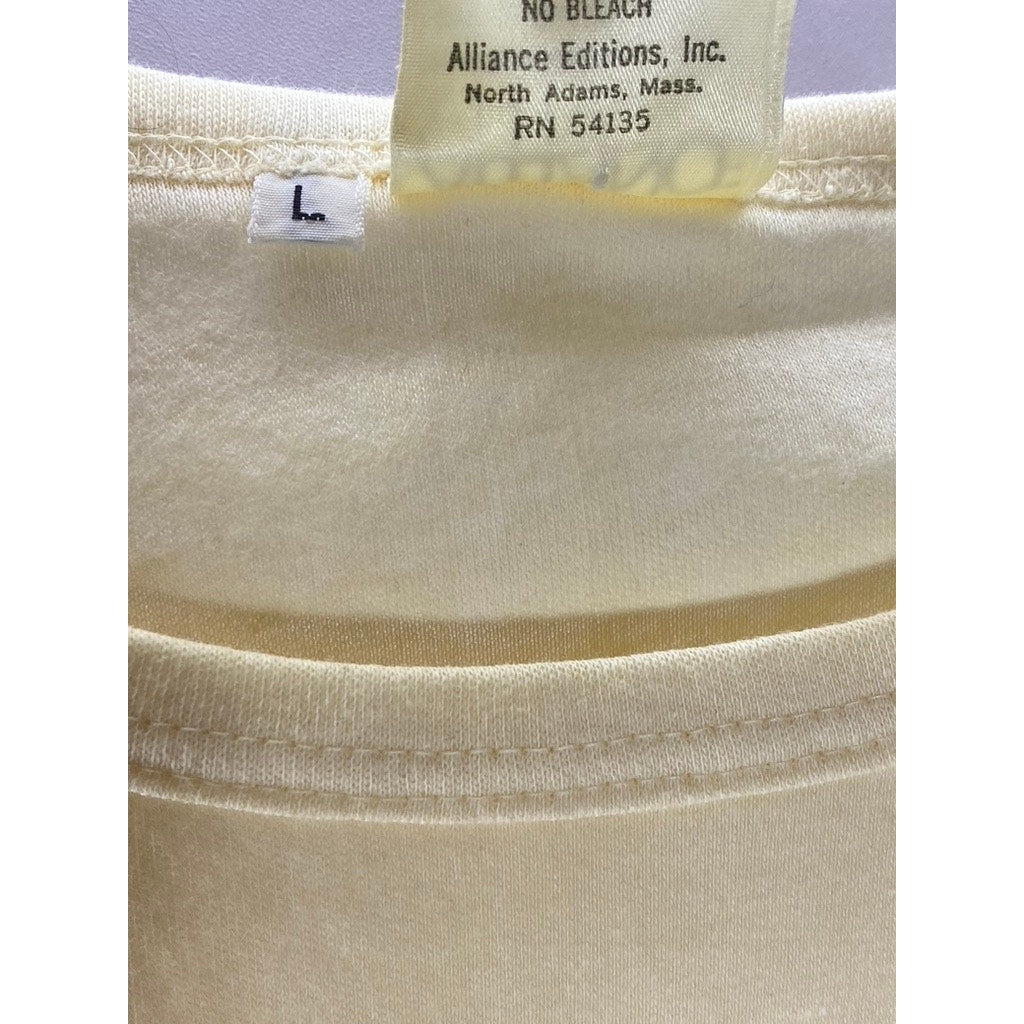 NO BLEACH
Alliance Editions, Inc.
North Adams, Mass.
RN 54135
L